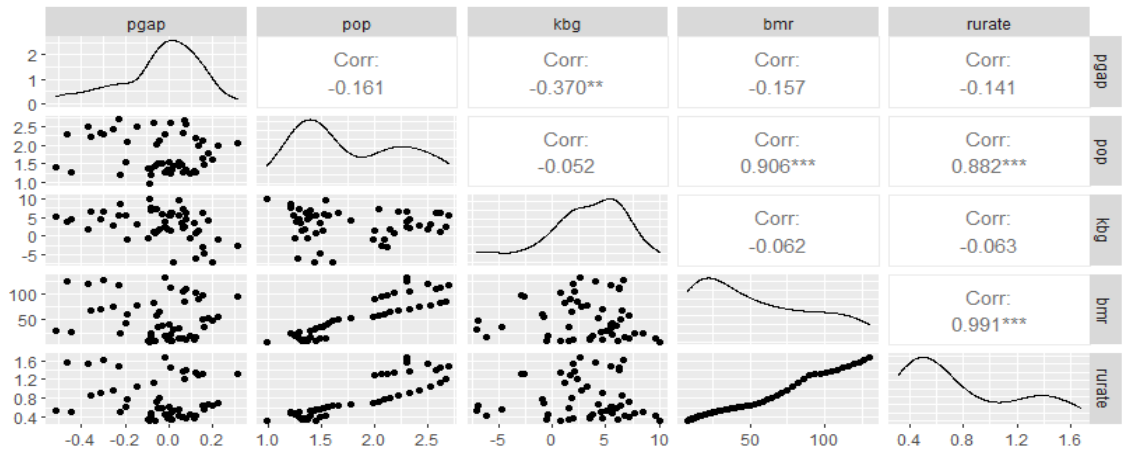 pgap pop kbg bmr rurate
2
1
0
Corr:
-0.161
Corr:
-0.370**
Corr:
-0.157
Corr:
-0.141
pgap
2.5
2.0
1.5
1.0
Corr:
-0.052
Corr:
0.906***
Corr:
0.882***
pop
10
5
0
-5
Corr:
-0.062
Corr:
-0.063
kbg
100
50
Corr:
0.991***
bmr
1.6
1.2
0.8
0.4
rurate
-0.4 -0.2 0.0 0.2 1.0 1.5 2.0 2.5 -5 0 5 10 50 100 0.4 0.8 1.2 1.6